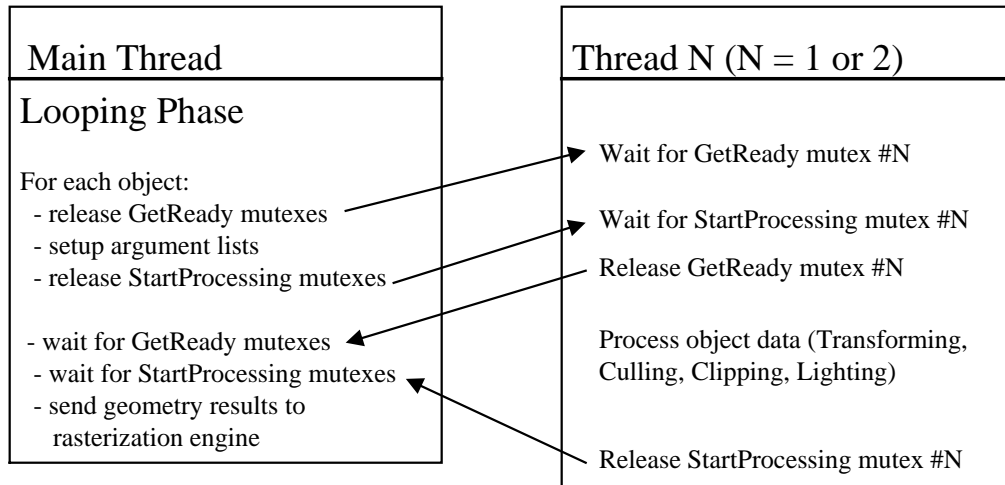 Main Thread
Looping Phase
For each object:
- release GetReady mutexes
- setup argument lists
- release StartProcessing mutexes
- wait for GetReady mutexes
- wait for StartProcessing mutexes
- send geometry results to
rasterization engine
Thread N (N = 1 or 2)
Wait for GetReady mutex #N
Wait for StartProcessing mutex #N
Release GetReady mutex #N
Process object data (Transforming,
Culling, Clipping, Lighting)
Release StartProcessing mutex #N